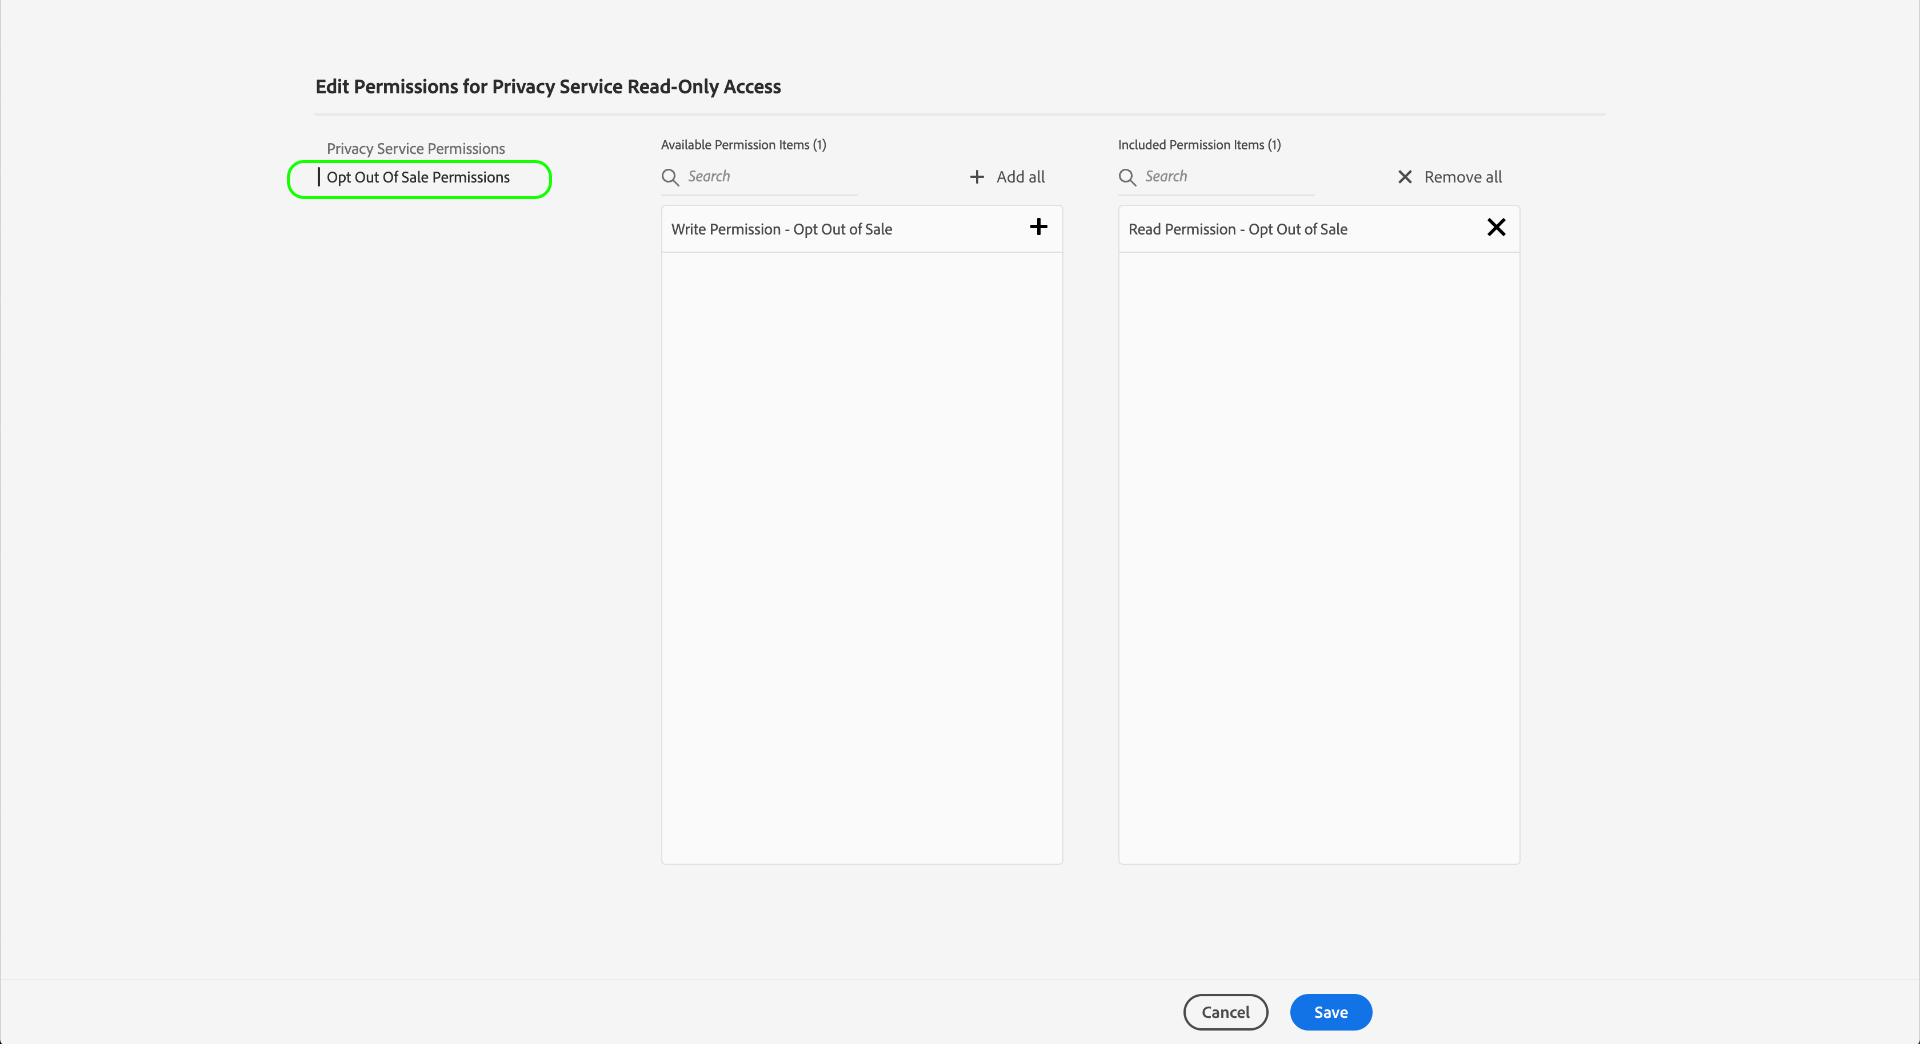 Edit Permissions for Privacy Service Read-Only Access
Privacy Service Permissions
Opt Out Of Sale Permissions
Available Permission Items (1)
Search
Add all
Write Permission - Opt Out of Sale
Included Permission Items (1)
Search
Remove all
Read Permission - Opt Out of Sale
Cancel
Save